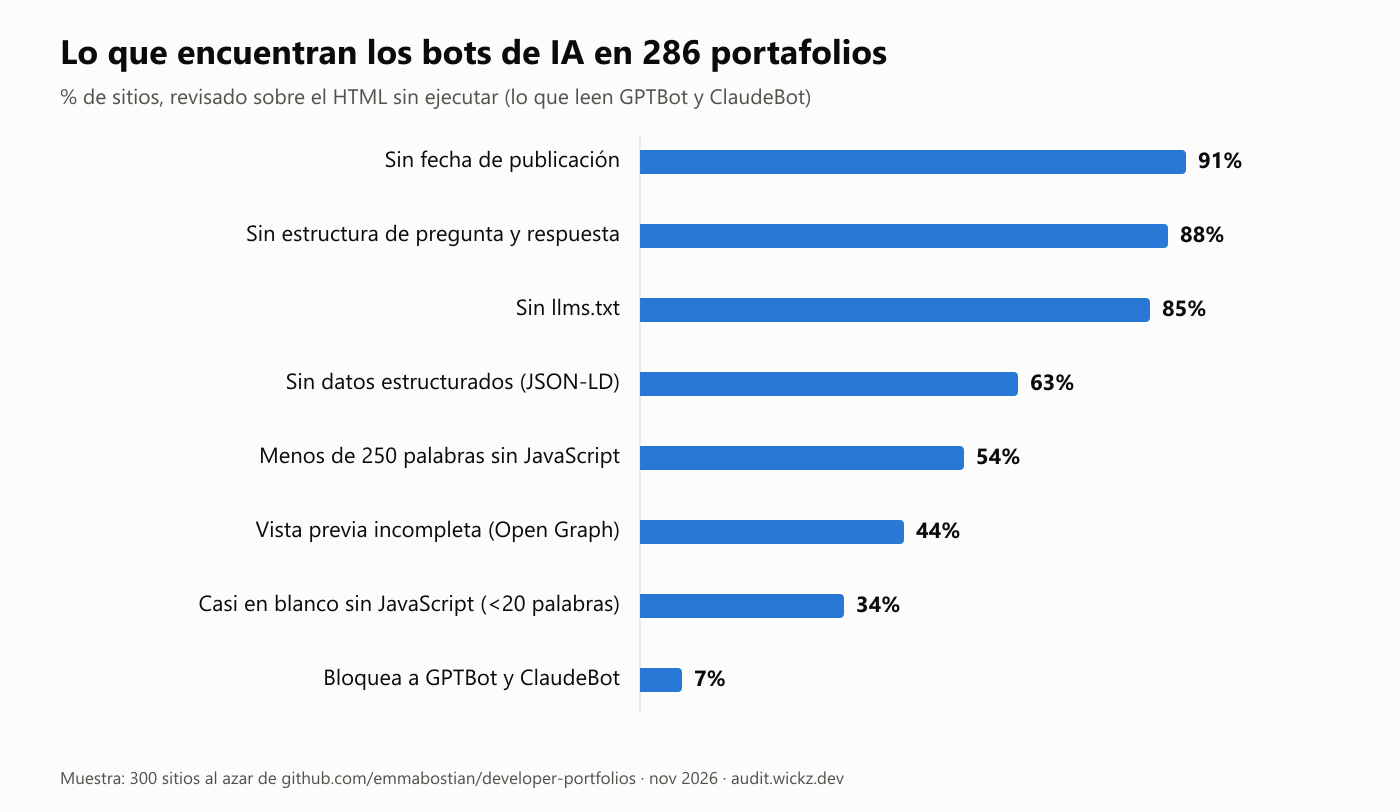 Lo que encuentran los bots de IA en 286 portafolios
% de sitios, revisado sobre el HTML sin ejecutar (lo que leen GPTBot y ClaudeBot)
Sin fecha de publicación 91%
Sin estructura de pregunta y respuesta 88%
Sin llms.txt 85%
Sin datos estructurados (JSON-LD) 63%
Menos de 250 palabras sin JavaScript 54%
Vista previa incompleta (Open Graph) 44%
Casi en blanco sin JavaScript (<20 palabras) 34%
Bloquea a GPTBot y ClaudeBot 7%
Muestra: 300 sitios al azar de github.com/emmabostian/developer-portfolios · nov 2026 · audit.wickz.dev